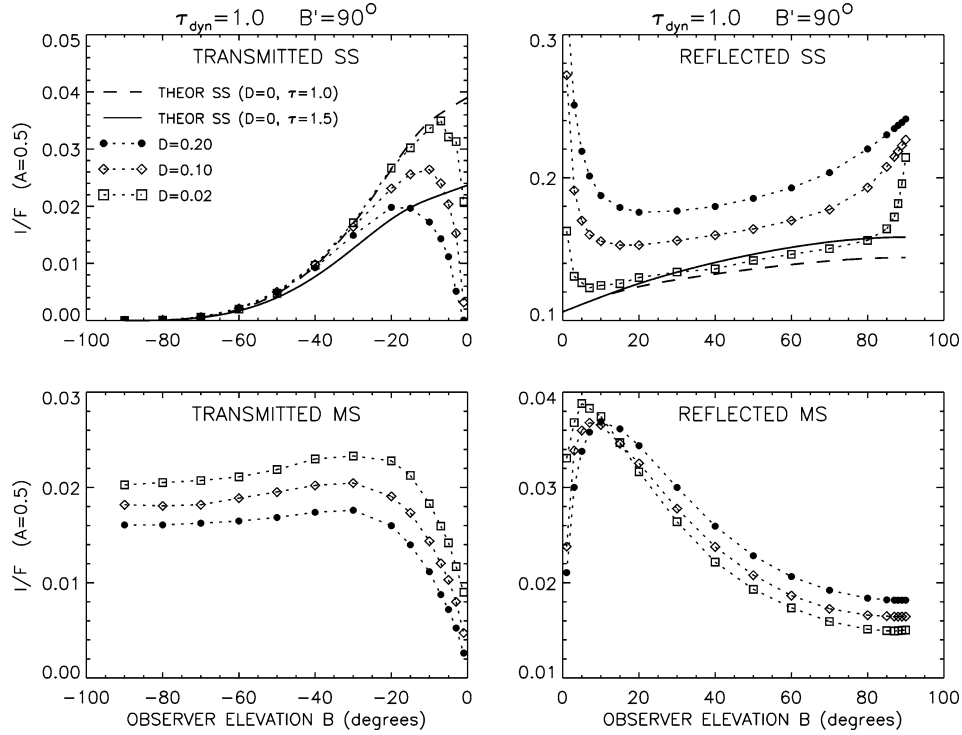 τdyn=1.0 B'=90°
τdyn=1.0 B'=90°
TRANSMITTED SS
THEOR SS (D=0, τ=1.0)
THEOR SS (D=0, τ=1.5)
D=0.20
D=0.10
D=0.02
I/F (A=0.5)
0.05
0.04
0.03
0.02
0.01
0.00
−100
−80
−60
−40
−20
0
REFLECTED SS
0.3
0.2
0.1
0
20
40
60
80
100
TRANSMITTED MS
I/F (A=0.5)
0.03
0.02
0.01
0.00
−100
−80
−60
−40
−20
0
OBSERVER ELEVATION B (degrees)
REFLECTED MS
0.04
0.03
0.02
0.01
0
20
40
60
80
100
OBSERVER ELEVATION B (degrees)